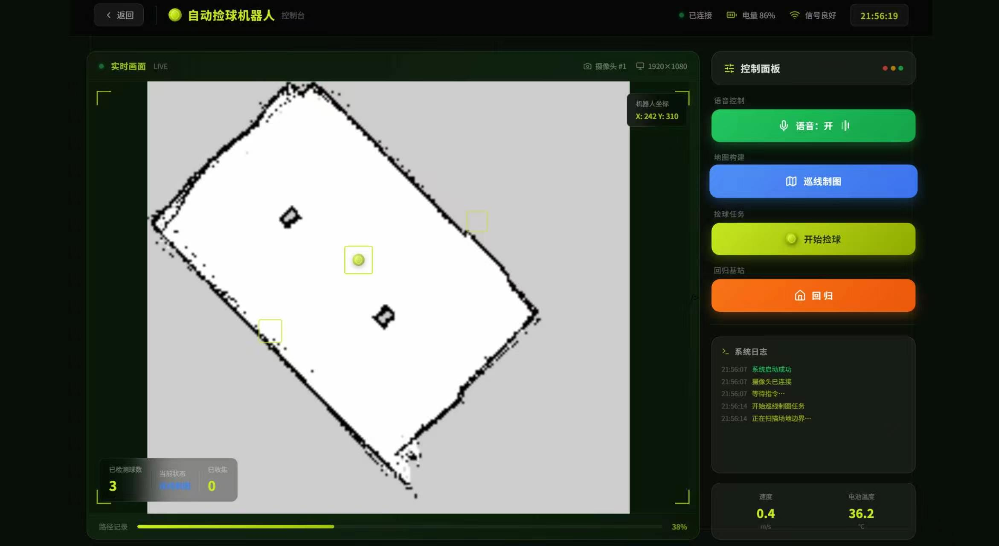 返回
自动捡球机器人 控制台
已连接 电量 86% 信号良好 21:56:19
实时画面 LIVE
摄像头 #1 1920×1080
机器人坐标
X: 242 Y: 310
已检测球数
3
当前状态
巡线制图
已收集
0
路径记录 38%
控制面板
语音控制
语音：开
地图构建
巡线制图
捡球任务
开始捡球
回归基站
回归
/>
系统日志
21:56:07 系统启动成功
21:56:07 摄像头已连接
21:56:07 等待指令…
21:56:14 开始巡线制图任务
21:56:14 正在扫描场地边界…
速度
0.4
m/s
电池温度
36.2
℃